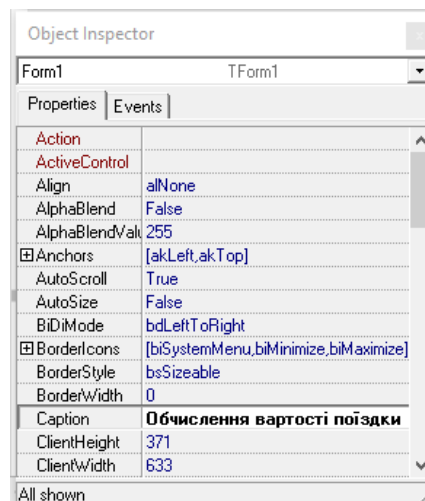 Object Inspector
Form1 TForm1
Properties Events
Action
ActiveControl
Align alNone
AlphaBlend False
AlphaBlendVal 255
Anchors [akLeft,akTop]
AutoScroll True
AutoSize False
BiDiMode bdLeftToRight
BorderIcons [biSystemMenu,biMinimize,biMaximize]
BorderStyle bsSizeable
BorderWidth 0
Caption Обчислення вартості поїздки
ClientHeight 371
ClientWidth 633
All shown